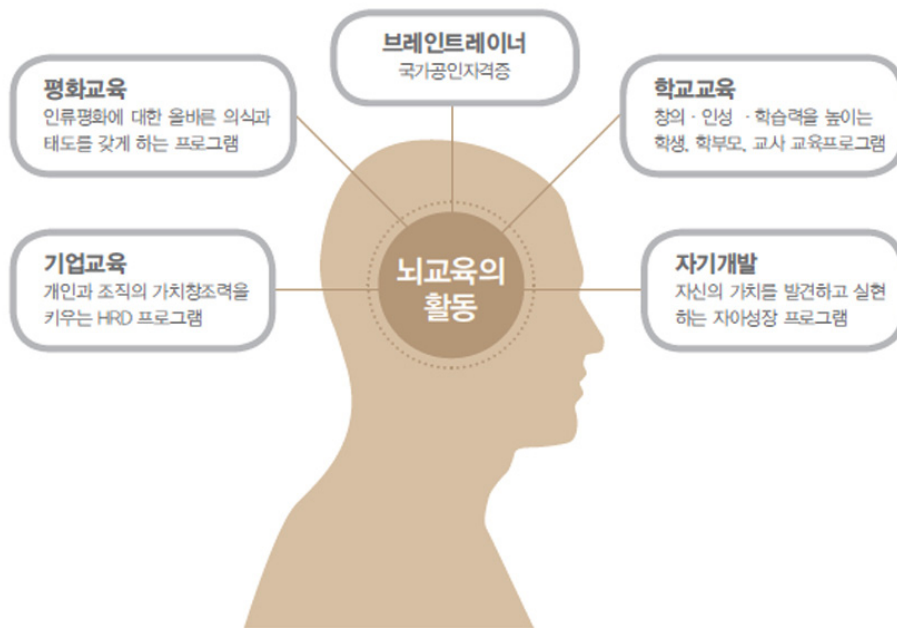 브레인트레이너
국가공인자격증
평화교육
인류평화에 대한 올바른 의식과
태도를 갖게 하는 프로그램
학교교육
창의 · 인성 · 학습력을 높이는
학생, 학부모, 교사 교육프로그램
기업교육
개인과 조직의 가치창조력을
키우는 HRD 프로그램
뇌교육의
활동
자기개발
자신의 가치를 발견하고 실현
하는 자아성장 프로그램